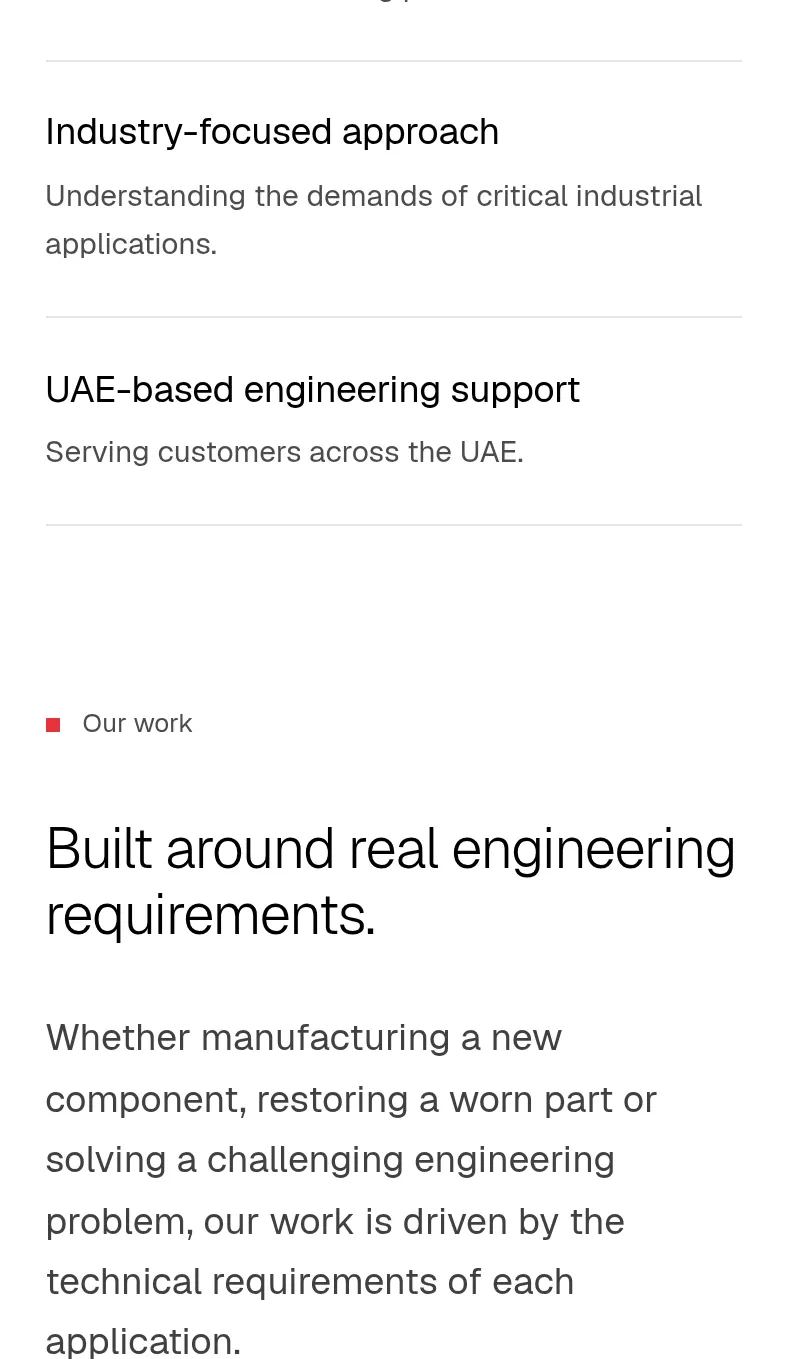 Industry-focused approach
Understanding the demands of critical industrial
applications.
UAE-based engineering support
Serving customers across the UAE.
Our work
Built around real engineering
requirements.
Whether manufacturing a new
component, restoring a worn part or
solving a challenging engineering
problem, our work is driven by the
technical requirements of each
application.